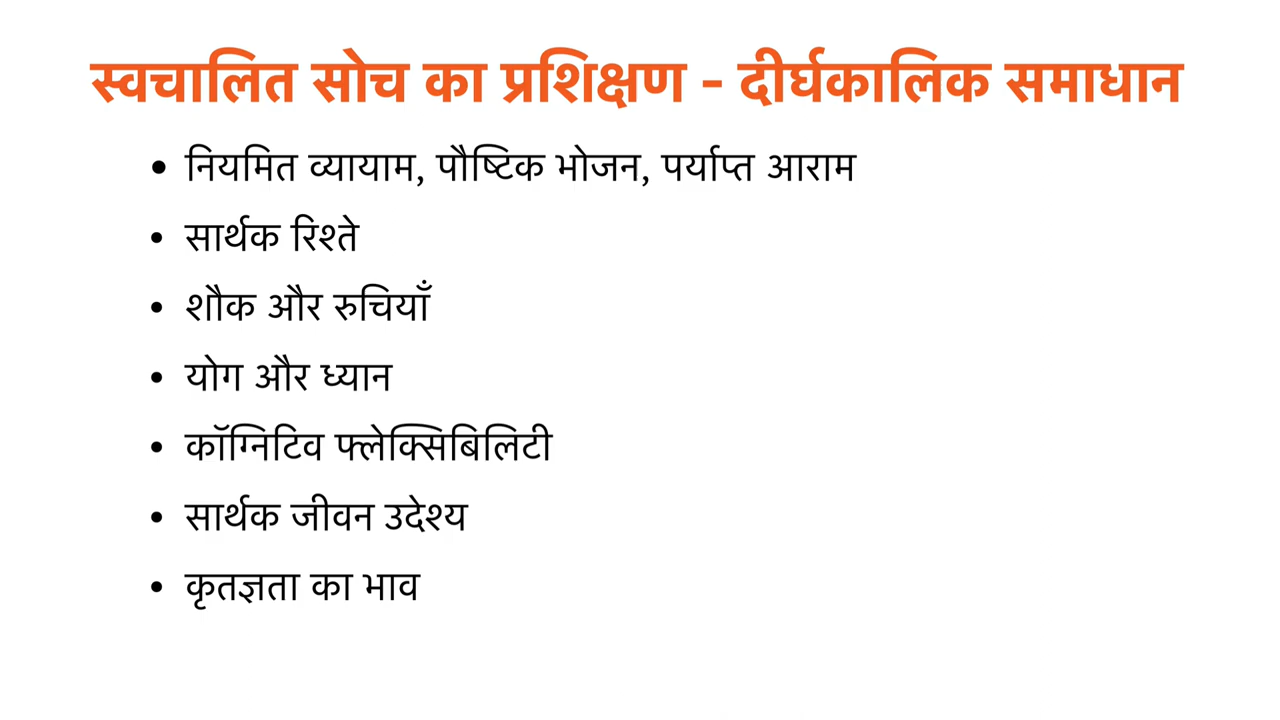 स्वचालित सोच का प्रशिक्षण - दीर्घकालिक समाधान
• नियमित व्यायाम, पौष्टिक भोजन, पर्याप्त आराम
• सार्थक रिश्ते
• शौक और रुचियाँ
• योग और ध्यान
• कॉग्निटिव फ्लेक्सिबिलिटी
• सार्थक जीवन उदेश्य
• कृतज्ञता का भाव